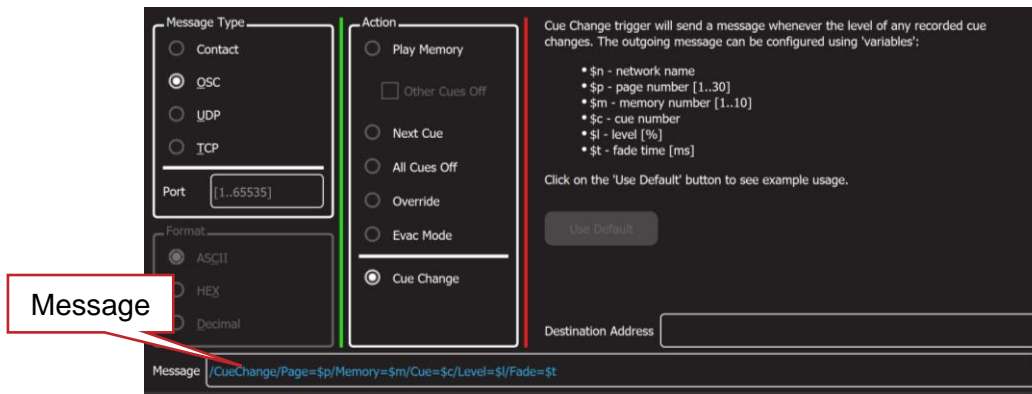 Message Type
Contact
OSC
UDP
TCP
Port [1..65535]
Format
ASCII
HEX
Decimal
Action
Play Memory
Other Cues Off
Next Cue
All Cues Off
Override
Evac Mode
Cue Change
Cue Change trigger will send a message whenever the level of any recorded cue
changes. The outgoing message can be configured using 'variables':
• $n - network name
• $p - page number [1..30]
• $m - memory number [1..10]
• $c - cue number
• $l - level [%]
• $t - fade time [ms]
Click on the 'Use Default' button to see example usage.
Use Default
Destination Address
Message
Message /CueChange/Page=$p/Memory=$m/Cue=$c/Level=$l/Fade=$t